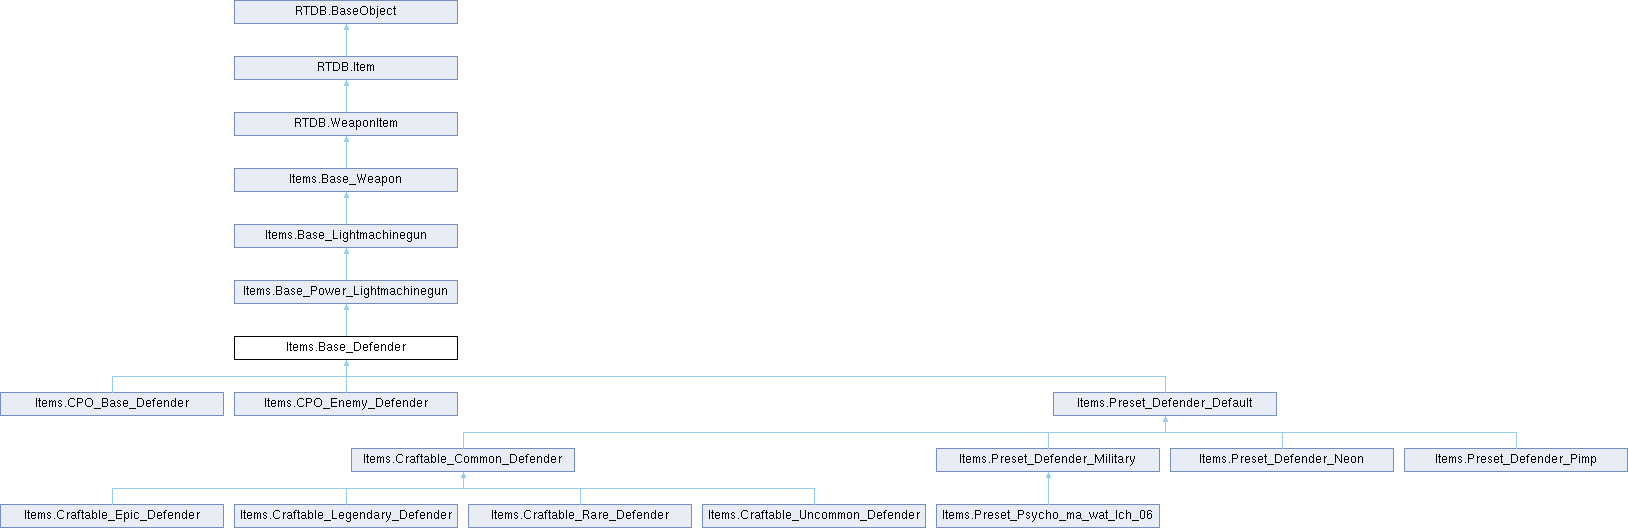 RTDB.BaseObject
RTDB.Item
RTDB.WeaponItem
Items.Base_Weapon
Items.Base_Lightmachinegun
Items.Base_Power_Lightmachinegun
Items.Base_Defender
Items.CPO_Base_Defender
Items.CPO_Enemy_Defender
Items.Preset_Defender_Default
Items.Craftable_Common_Defender
Items.Preset_Defender_Military
Items.Preset_Defender_Neon
Items.Preset_Defender_Pimp
Items.Craftable_Epic_Defender
Items.Craftable_Legendary_Defender
Items.Craftable_Rare_Defender
Items.Craftable_Uncommon_Defender
Items.Preset_Psycho_ma_wat_lch_06